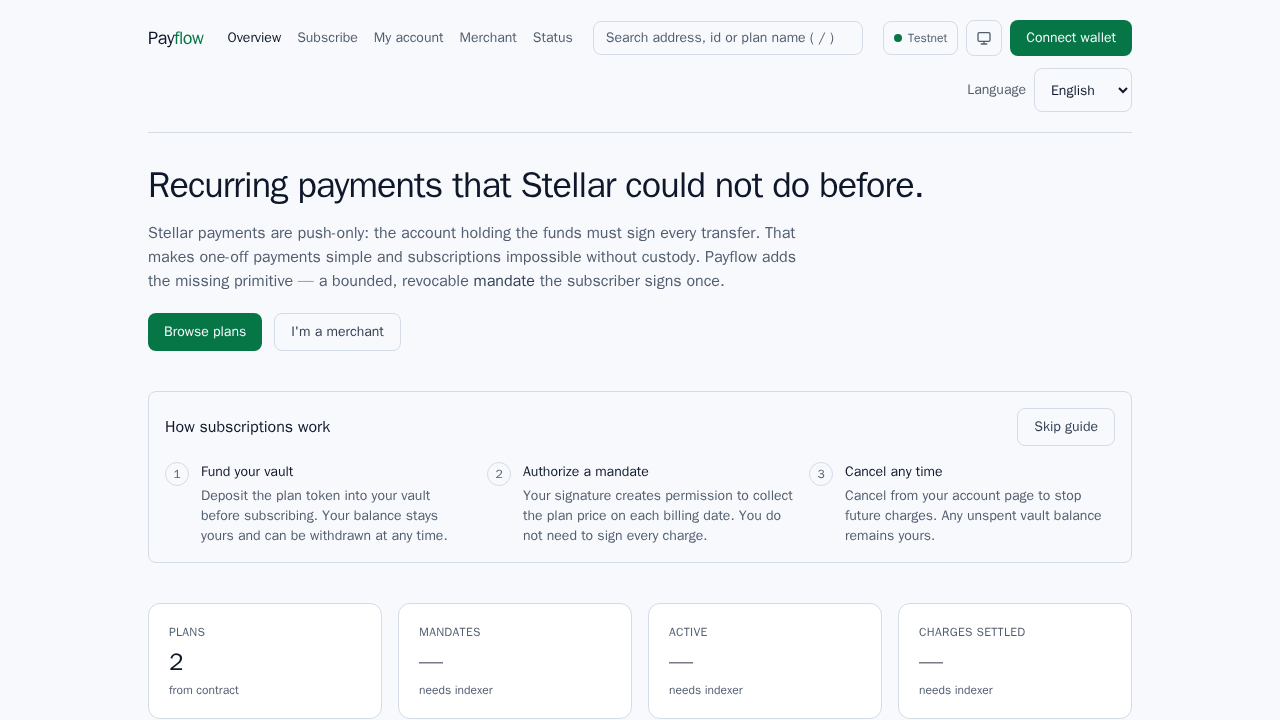 Payflow
Overview
Subscribe
My account
Merchant
Status
Search address, id or plan name ( / )
Testnet
Connect wallet
Language
English
Recurring payments that Stellar could not do before.
Stellar payments are push-only: the account holding the funds must sign every transfer. That
makes one-off payments simple and subscriptions impossible without custody. Payflow adds
the missing primitive — a bounded, revocable mandate the subscriber signs once.
Browse plans
I'm a merchant
How subscriptions work
Skip guide
1
Fund your vault
Deposit the plan token into your vault
before subscribing. Your balance stays
yours and can be withdrawn at any time.
2
Authorize a mandate
Your signature creates permission to collect
the plan price on each billing date. You do
not need to sign every charge.
3
Cancel any time
Cancel from your account page to stop
future charges. Any unspent vault balance
remains yours.
PLANS
2
from contract
MANDATES
—
needs indexer
ACTIVE
—
needs indexer
CHARGES SETTLED
—
needs indexer